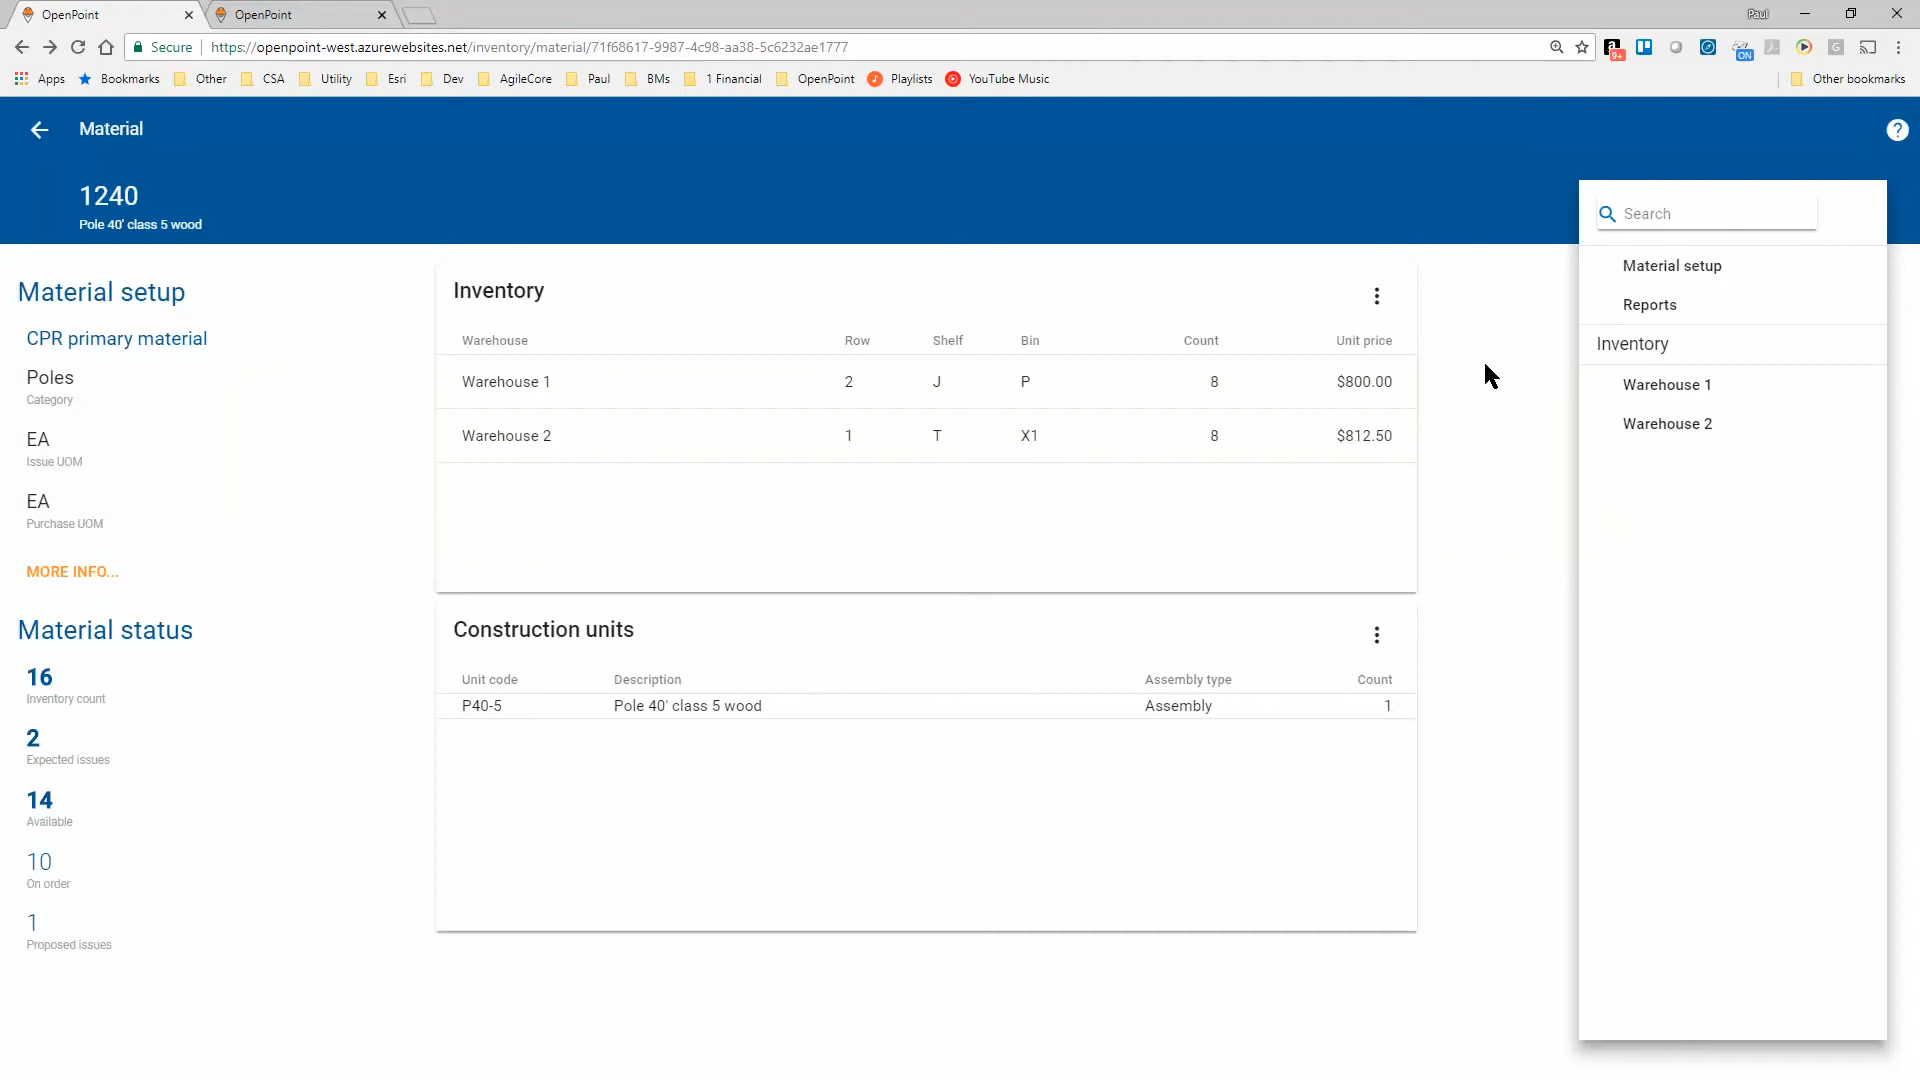 OpenPoint
OpenPoint
Paul
Secure
https://openpoint-west.azurewebsites.net/inventory/material/71f68617-9987-4c98-aa38-5c6232ae1777
9+
ON
Apps
Bookmarks
Other
CSA
Utility
Esri
Dev
AgileCore
Paul
BMs
1 Financial
OpenPoint
Playlists
YouTube Music
Other bookmarks
Material
?
1240
Pole 40' class 5 wood
Search
Material setup
Reports
Inventory
Warehouse 1
Warehouse 2
Material setup
CPR primary material
Poles
Category
EA
Issue UOM
EA
Purchase UOM
MORE INFO...
Material status
16
Inventory count
2
Expected issues
14
Available
10
On order
1
Proposed issues
Inventory
Warehouse Row Shelf Bin Count Unit price
Warehouse 1 2 J P 8 $800.00
Warehouse 2 1 T X1 8 $812.50
Construction units
Unit code Description Assembly type Count
P40-5 Pole 40' class 5 wood Assembly 1